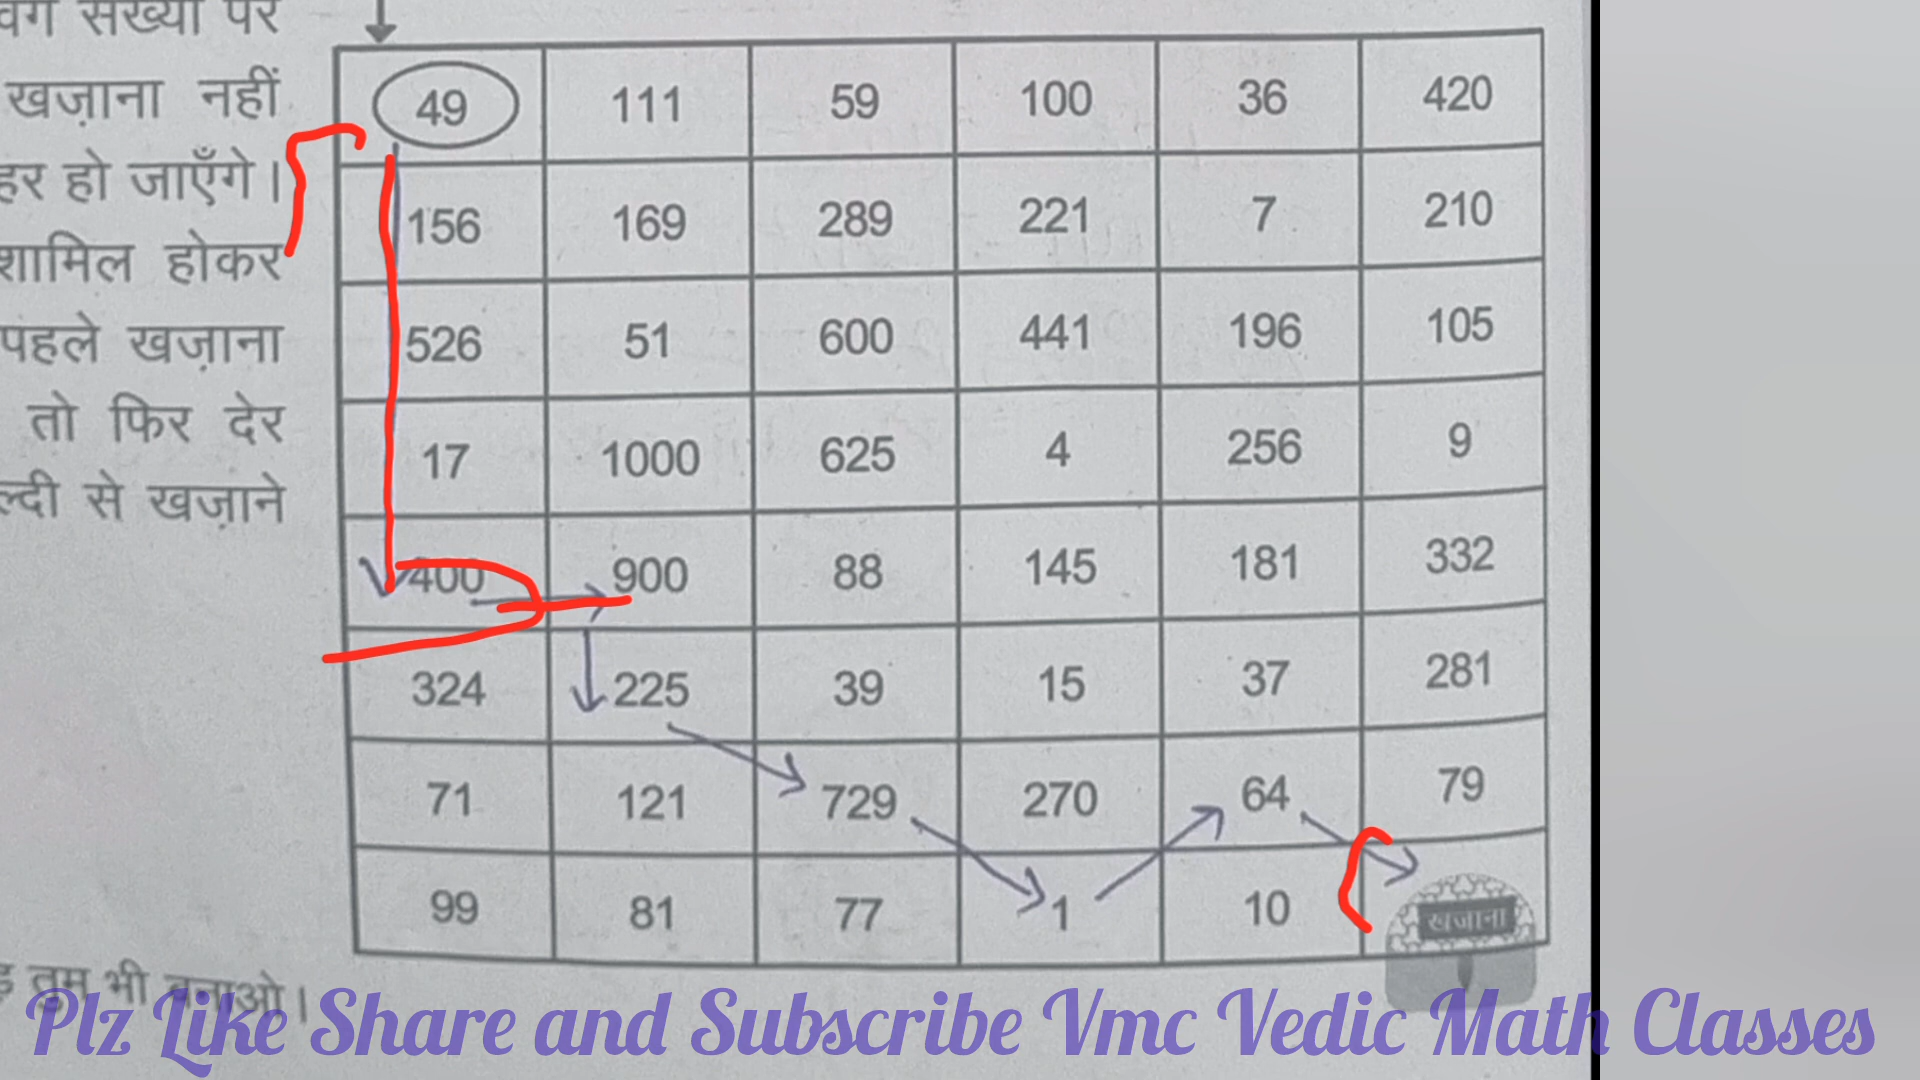 वर्ग संख्या पर
खज़ाना नहीं
हर हो जाएँगे।
शामिल होकर
पहले खज़ाना
तो फिर देर
ल्दी से खज़ाने
49 111 59 100 36 420
156 169 289 221 7 210
526 51 600 441 196 105
17 1000 625 4 256 9
400 900 88 145 181 332
324 225 39 15 37 281
71 121 729 270 64 79
99 81 77 1 10 खज़ाना
तुम भी बनाओ।
Plz Like Share and Subscribe Vmc Vedic Math Classes